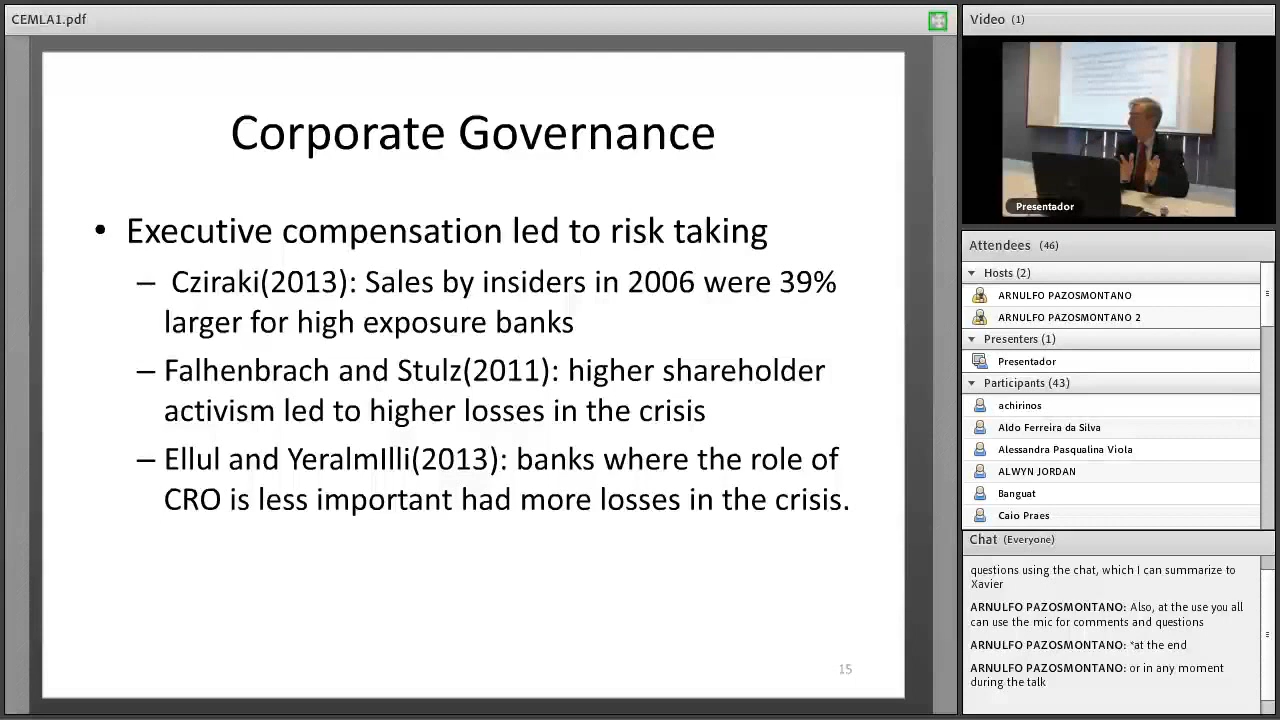 CEMLA1.pdf
Corporate Governance
• Executive compensation led to risk taking
– Cziraki(2013): Sales by insiders in 2006 were 39%
larger for high exposure banks
– Falhenbrach and Stulz(2011): higher shareholder
activism led to higher losses in the crisis
– Ellul and YeralmIlli(2013): banks where the role of
CRO is less important had more losses in the crisis.
15
Video (1)
Presentador
Attendees (46)
Hosts (2)
ARNULFO PAZOSMONTANO
ARNULFO PAZOSMONTANO 2
Presenters (1)
Presentador
Participants (43)
achirinos
Aldo Ferreira da Silva
Alessandra Pasqualina Viola
ALWYN JORDAN
Banguat
Caio Praes
Chat (Everyone)
questions using the chat, which I can summarize to
Xavier
ARNULFO PAZOSMONTANO: Also, at the use you all
can use the mic for comments and questions
ARNULFO PAZOSMONTANO: *at the end
ARNULFO PAZOSMONTANO: or in any moment
during the talk